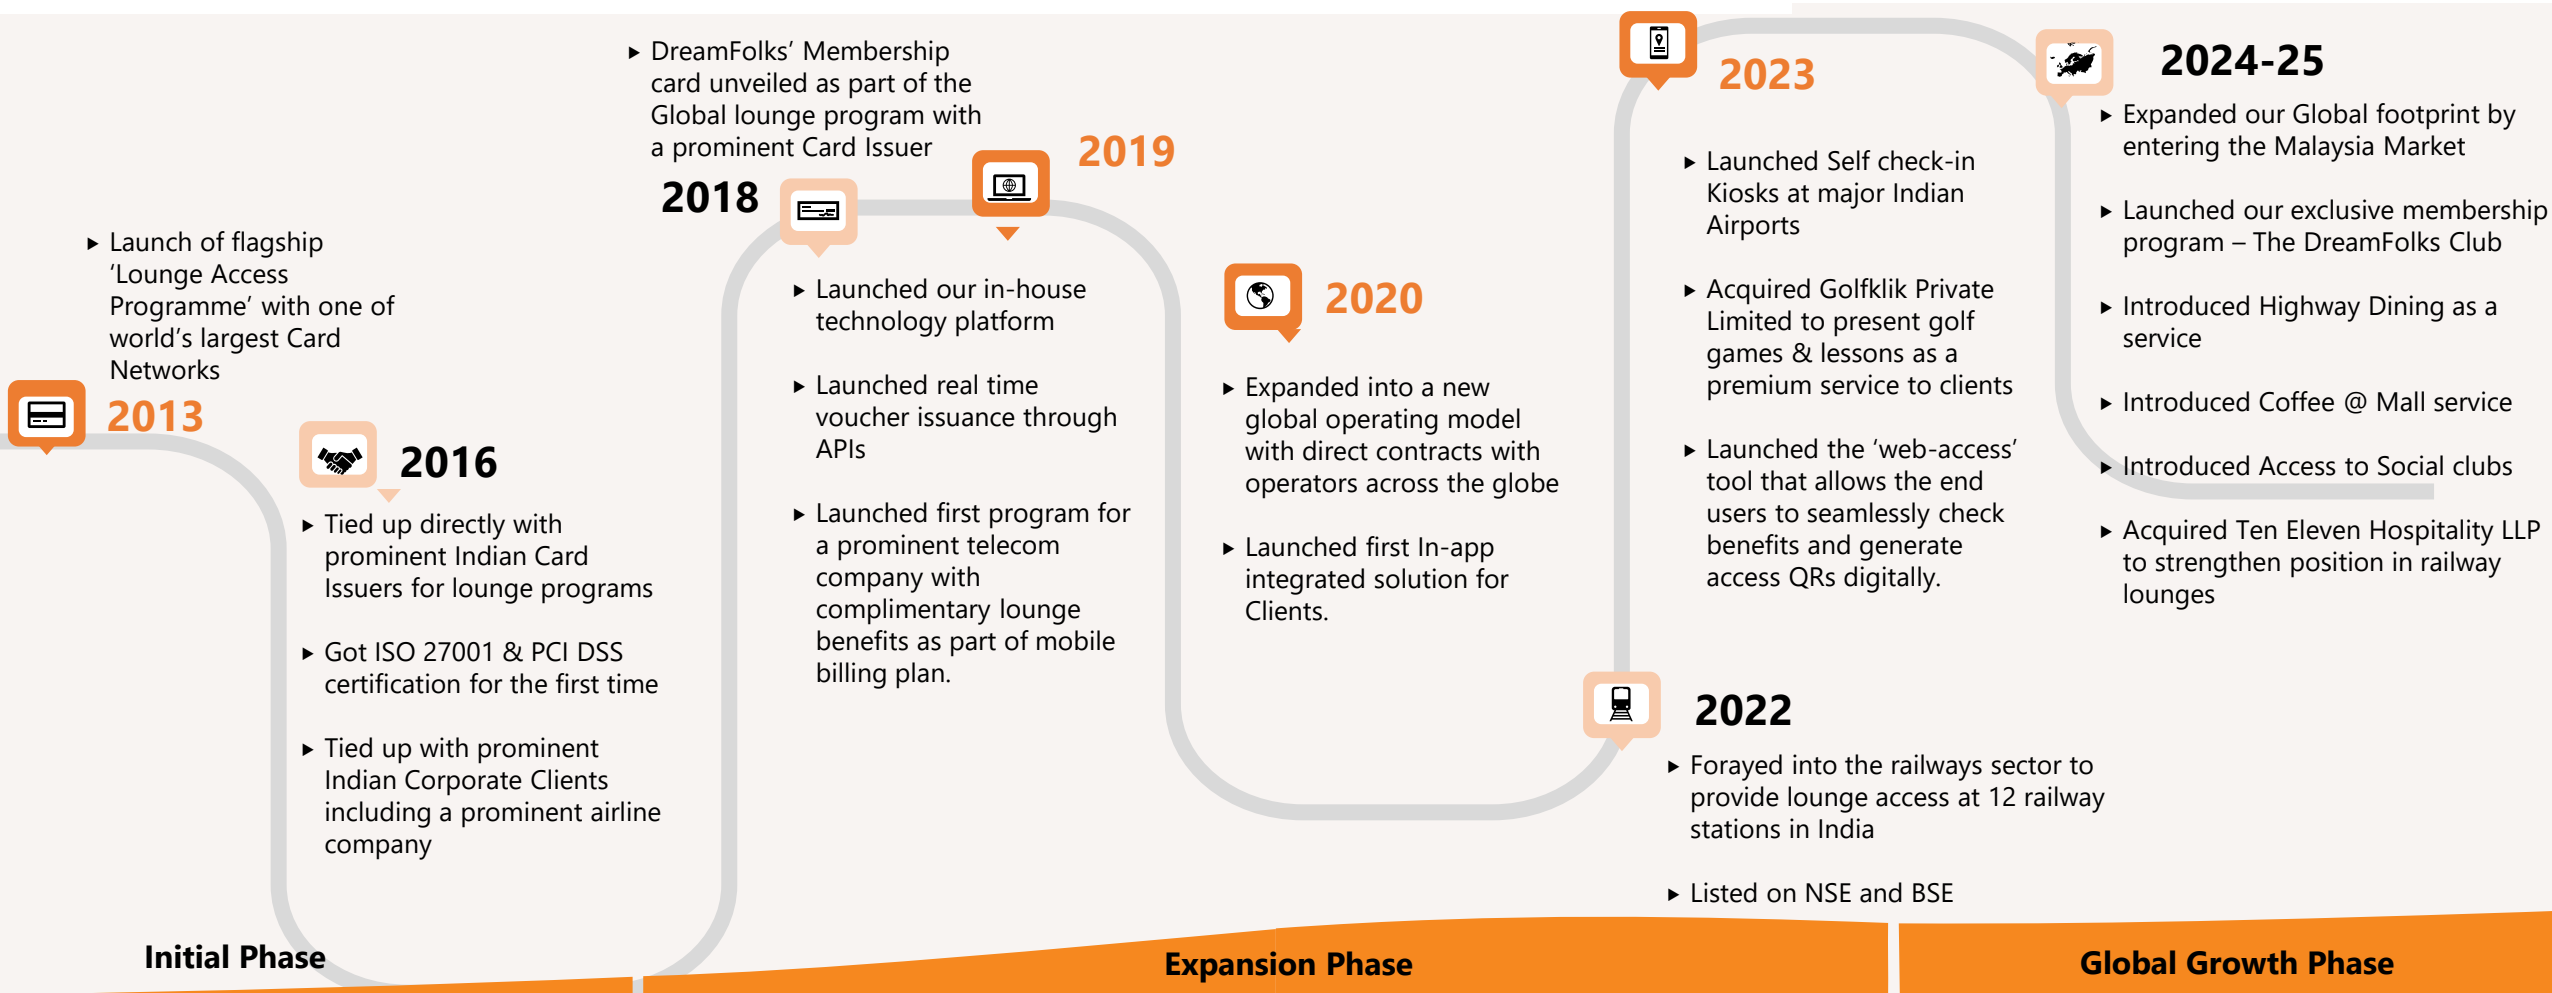 ▸ Launch of flagship
'Lounge Access
Programme' with one of
world's largest Card
Networks
2013
2016
▸ Tied up directly with
prominent Indian Card
Issuers for lounge programs
▸ Got ISO 27001 & PCI DSS
certification for the first time
▸ Tied up with prominent
Indian Corporate Clients
including a prominent airline
company
▸ DreamFolks' Membership
card unveiled as part of the
Global lounge program with
a prominent Card Issuer
2018
2019
▸ Launched our in-house
technology platform
▸ Launched real time
voucher issuance through
APIs
▸ Launched first program for
a prominent telecom
company with
complimentary lounge
benefits as part of mobile
billing plan.
2020
▸ Expanded into a new
global operating model
with direct contracts with
operators across the globe
▸ Launched first In-app
integrated solution for
Clients.
2022
▸ Forayed into the railways sector to
provide lounge access at 12 railway
stations in India
▸ Listed on NSE and BSE
2023
▸ Launched Self check-in
Kiosks at major Indian
Airports
▸ Acquired Golfklik Private
Limited to present golf
games & lessons as a
premium service to clients
▸ Launched the 'web-access'
tool that allows the end
users to seamlessly check
benefits and generate
access QRs digitally.
2024-25
▸ Expanded our Global footprint by
entering the Malaysia Market
▸ Launched our exclusive membership
program – The DreamFolks Club
▸ Introduced Highway Dining as a
service
▸ Introduced Coffee @ Mall service
▸ Introduced Access to Social clubs
▸ Acquired Ten Eleven Hospitality LLP
to strengthen position in railway
lounges
Initial Phase
Expansion Phase
Global Growth Phase